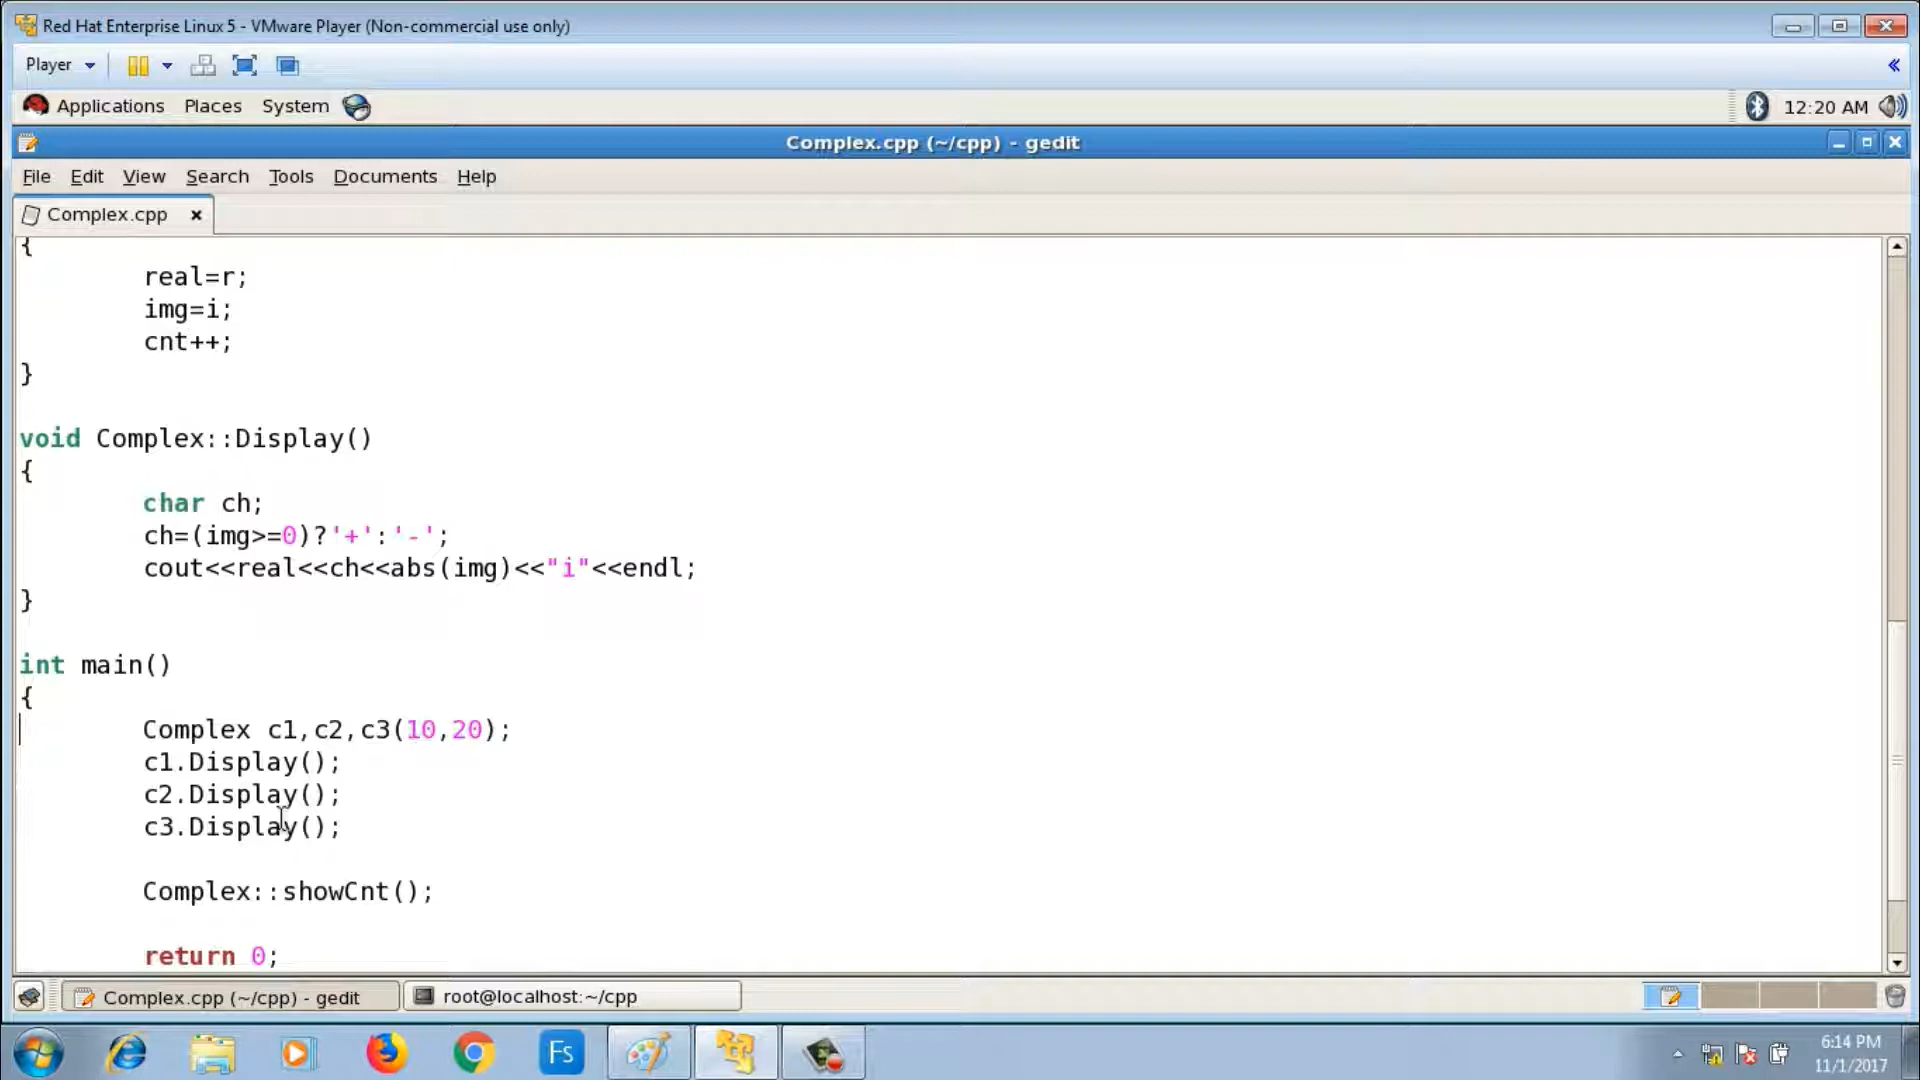 Red Hat Enterprise Linux 5 - VMware Player (Non-commercial use only)
Player
Applications Places System 12:20 AM
Complex.cpp (~/cpp) - gedit
File Edit View Search Tools Documents Help
Complex.cpp
{
real=r;
img=i;
cnt++;
}
void Complex::Display()
{
char ch;
ch=(img>=0)?'+':'-';
cout<<real<<ch<<abs(img)<<"i"<<endl;
}
int main()
{
Complex c1,c2,c3(10,20);
c1.Display();
c2.Display();
c3.Display();
Complex::showCnt();
return 0;
Complex.cpp (~/cpp) - gedit root@localhost:~/cpp
Fs
6:14 PM
11/1/2017